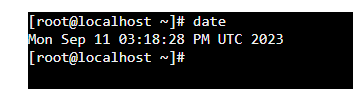 [root@localhost ~]# date
Mon Sep 11 03:18:28 PM UTC 2023
[root@localhost ~]#